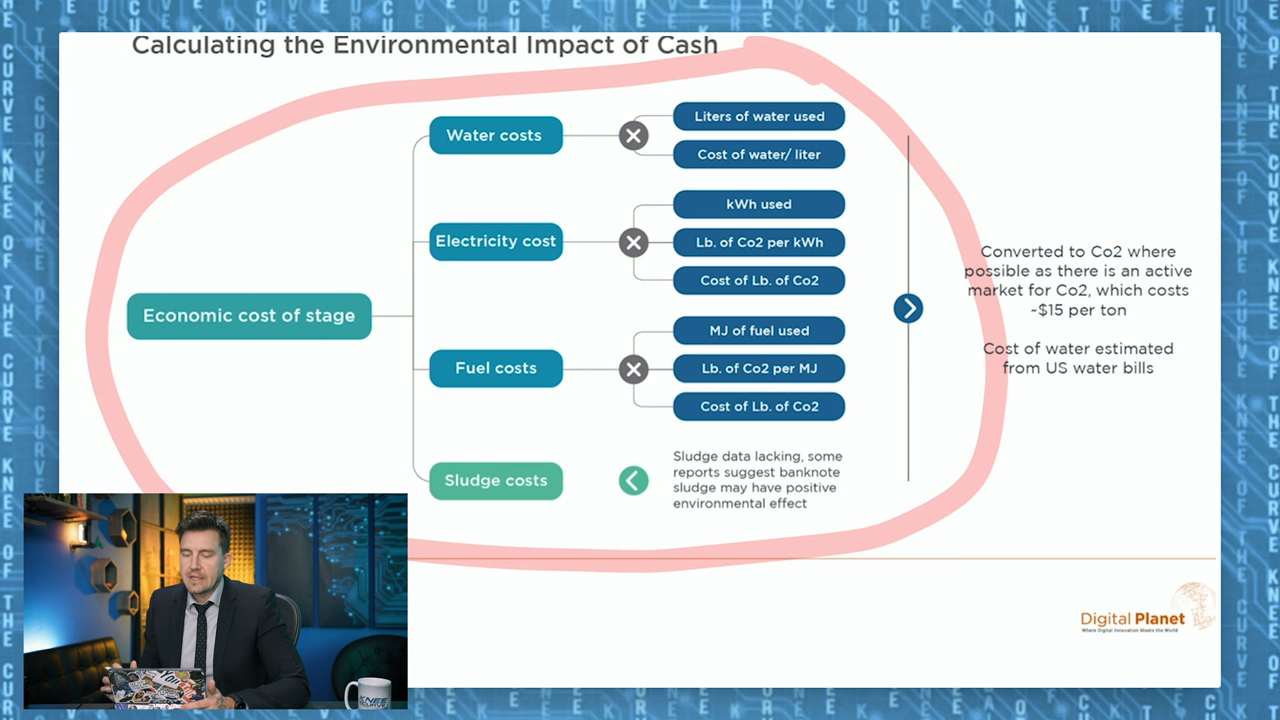 Calculating the Environmental Impact of Cash
Economic cost of stage
Water costs
Liters of water used
Cost of water/ liter
Electricity cost
kWh used
Lb. of Co2 per kWh
Cost of Lb. of Co2
Fuel costs
MJ of fuel used
Lb. of Co2 per MJ
Cost of Lb. of Co2
Sludge costs
Sludge data lacking, some
reports suggest banknote
sludge may have positive
environmental effect
Converted to Co2 where
possible as there is an active
market for Co2, which costs
~$15 per ton
Cost of water estimated
from US water bills
Digital Planet
Where Digital Innovation Meets the World
KNEE
KNEE OF THE CURVE